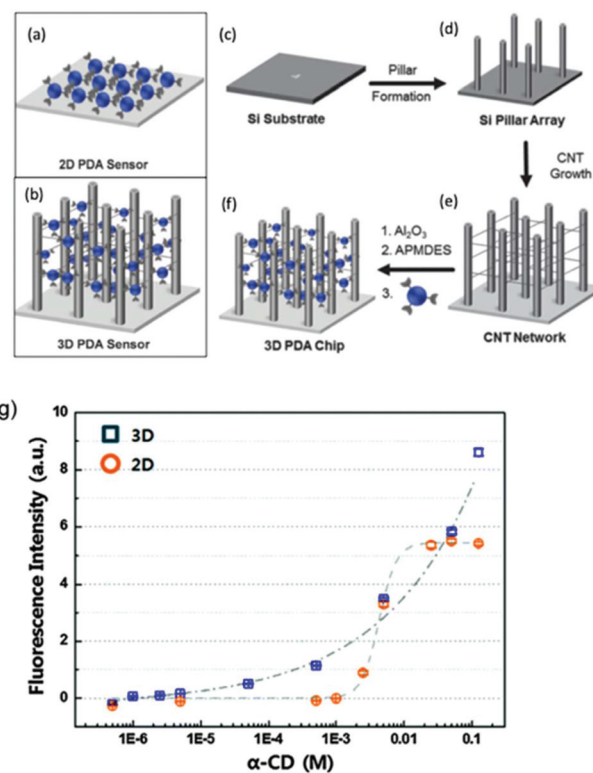 (a)
2D PDA Sensor
(b)
3D PDA Sensor
(c)
Si Substrate
Pillar
Formation
(d)
Si Pillar Array
CNT
Growth
(e)
CNT Network
1. Al₂O₃
2. APMDES
3.
(f)
3D PDA Chip
g)
3D
2D
Fluorescence Intensity (a.u.)
10
8
6
4
2
0
1E-6 1E-5 1E-4 1E-3 0.01 0.1
α-CD (M)